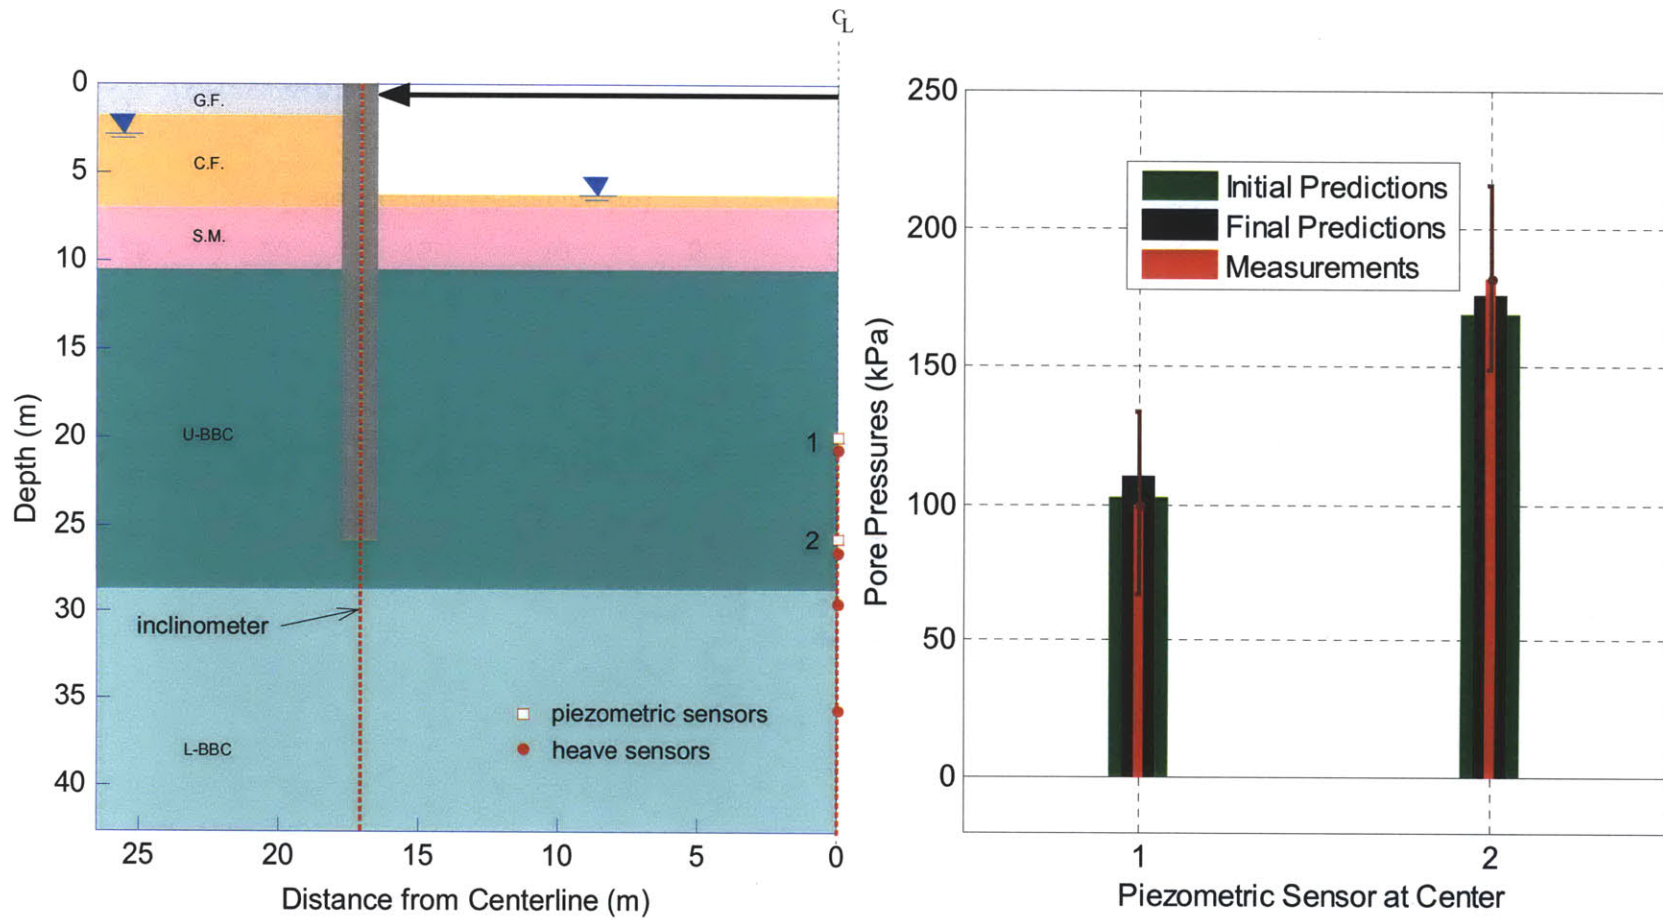 C
L
0
5
10
15
20
25
30
35
40
Depth (m)
G.F.
C.F.
S.M.
U-BBC
L-BBC
inclinometer
1
2
piezometric sensors
heave sensors
25
20
15
10
5
0
Distance from Centerline (m)
250
200
150
100
50
0
Pore Pressures (kPa)
Initial Predictions
Final Predictions
Measurements
1
2
Piezometric Sensor at Center